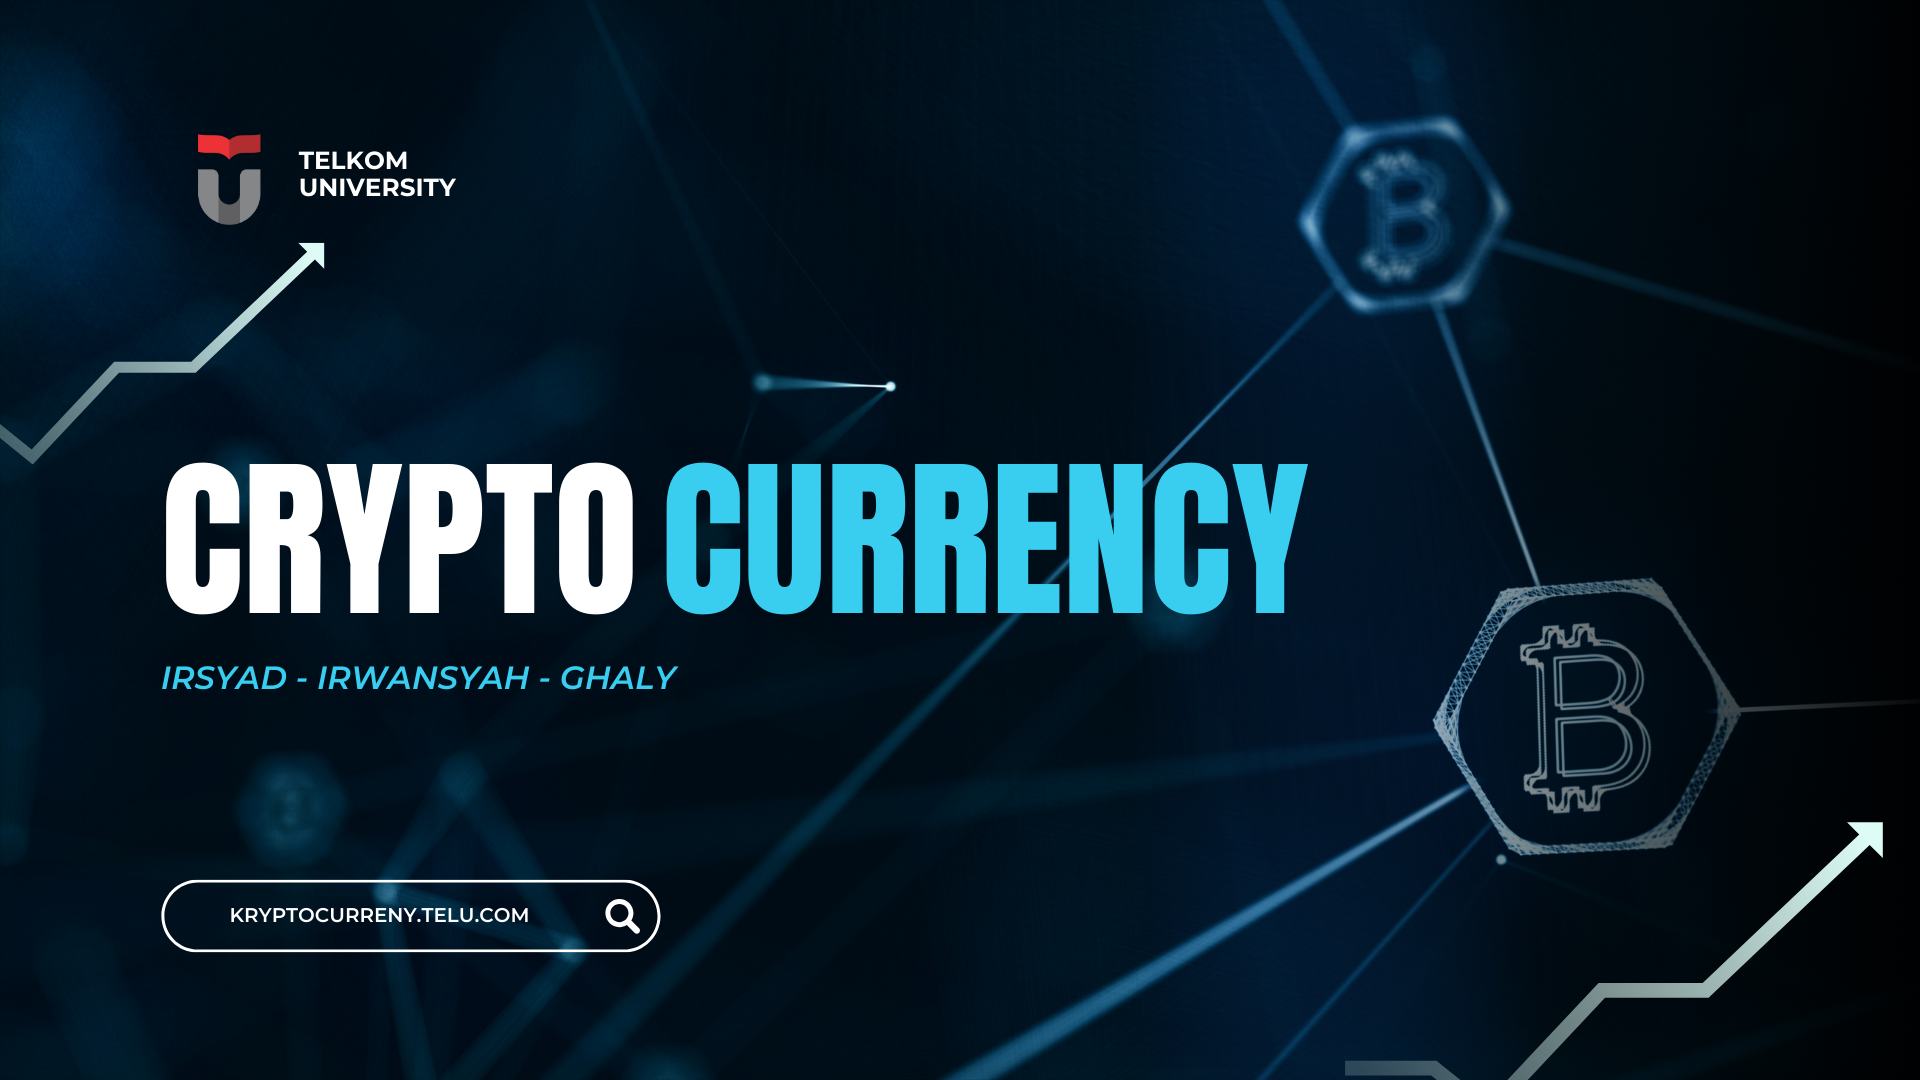 TELKOM
UNIVERSITY
CRYPTO CURRENCY
IRSYAD - IRWANSYAH - GHALY
KRYPTOCURRENY.TELU.COM